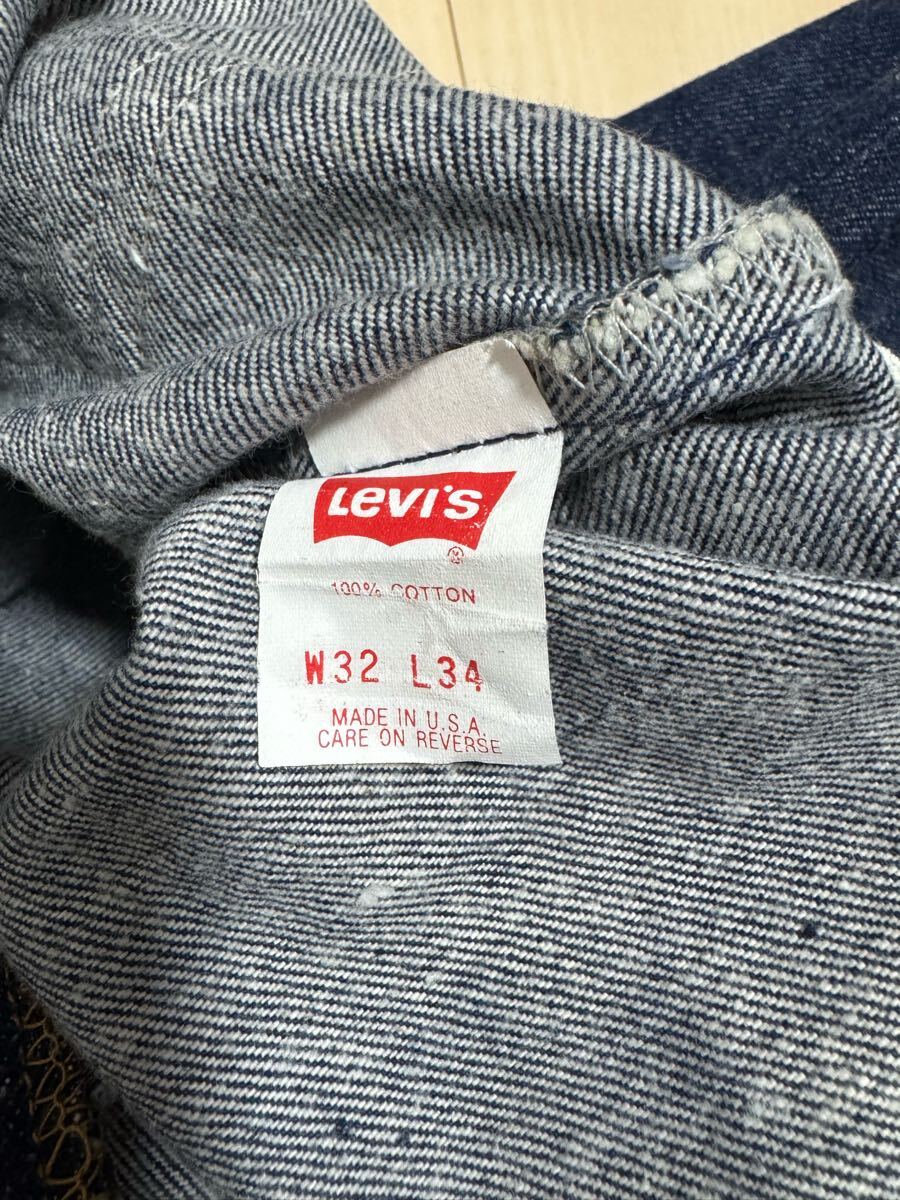 Levi's
100% COTTON
W32 L34
MADE IN U.S.A.
CARE ON REVERSE